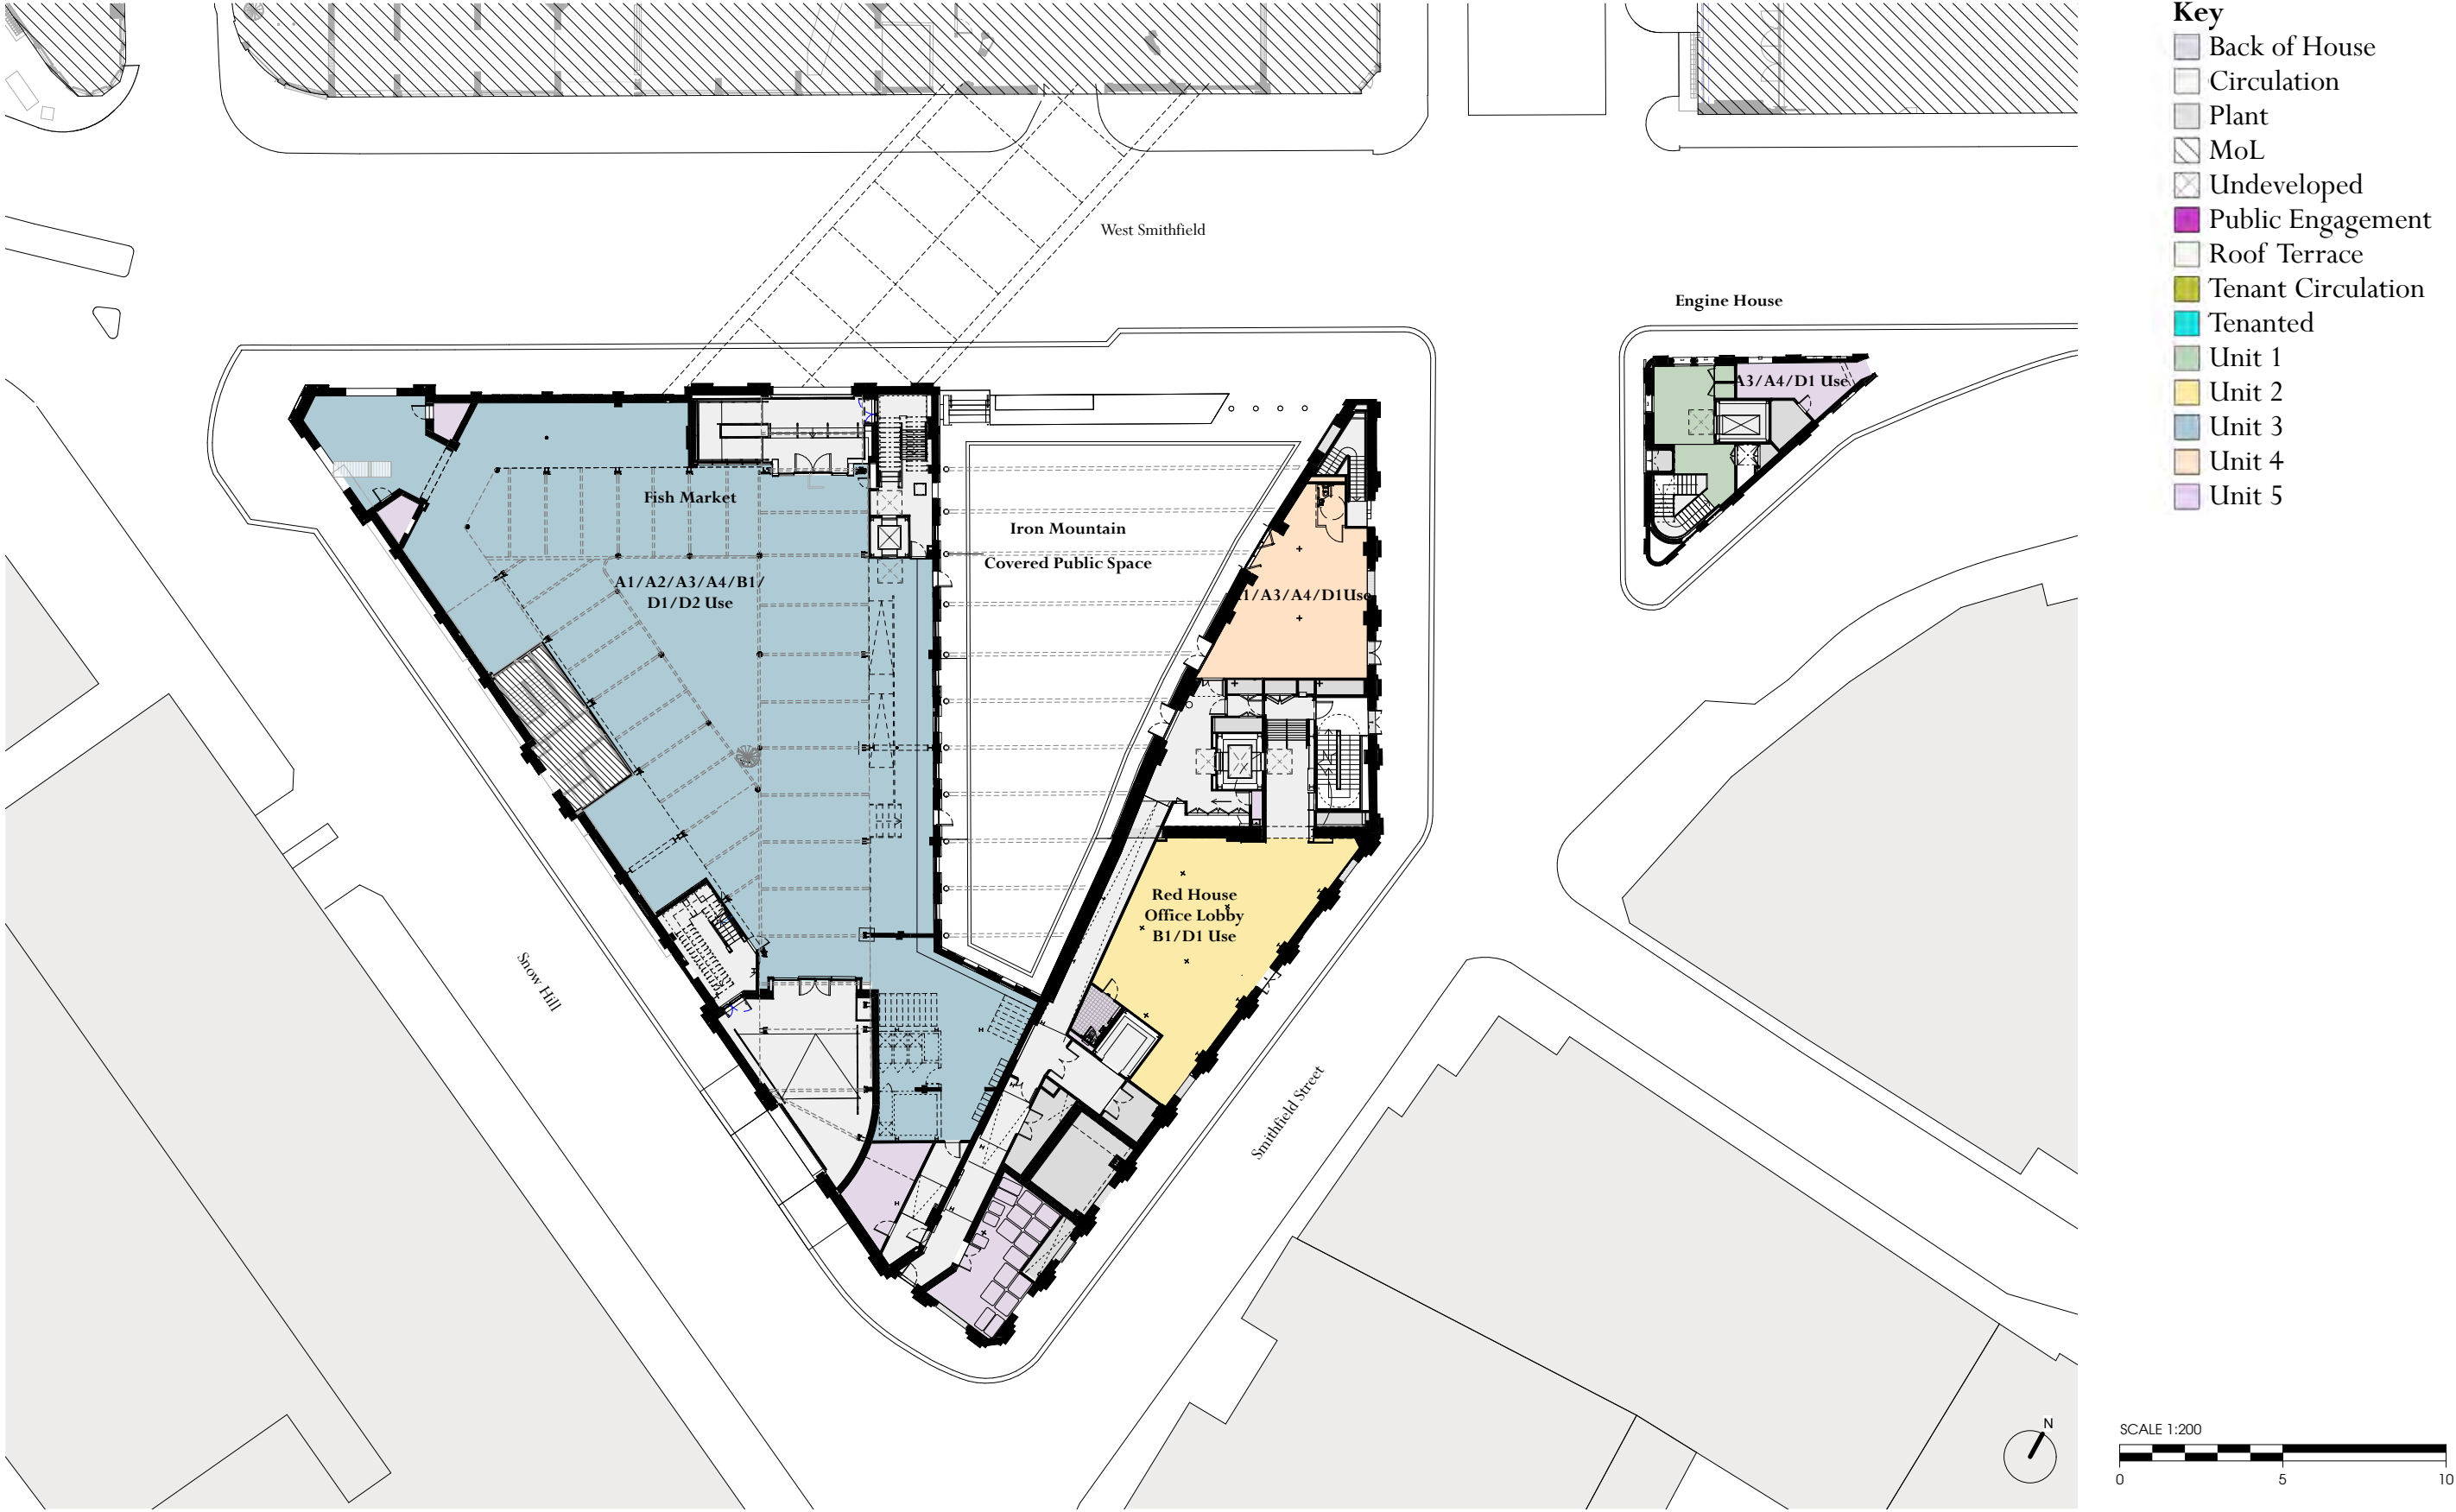 Key
Back of House
Circulation
Plant
MoL
Undeveloped
Public Engagement
Roof Terrace
Tenant Circulation
Tenanted
Unit 1
Unit 2
Unit 3
Unit 4
Unit 5
West Smithfield
Engine House
A3/A4/D1 Use
Fish Market
Iron Mountain
Covered Public Space
A1/A2/A3/A4/B1/
D1/D2 Use
1/A3/A4/D1Use
Red House
Office Lobby
B1/D1 Use
Snow Hill
Smithfield Street
N
SCALE 1:200
0 5 10